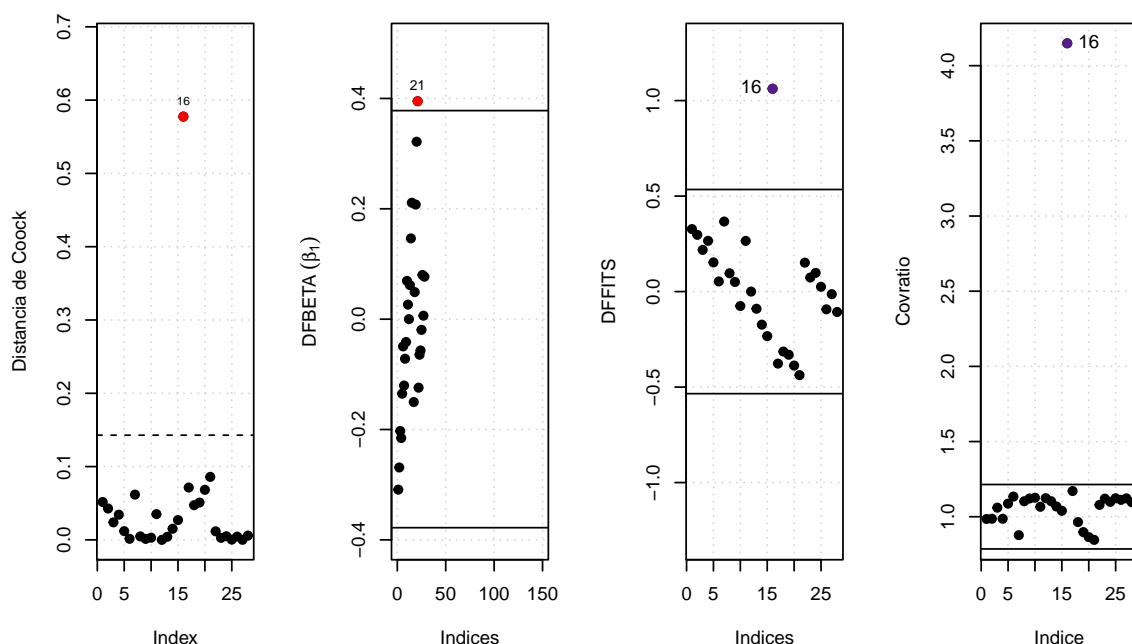 Distancia de Coock
0.7
0.6
0.5
0.4
0.3
0.2
0.1
0.0
16
0 5 15 25
Index
DFBETA (β1)
0.4
0.2
0.0
−0.2
−0.4
21
0 50 100 150
Indices
DFFITS
1.0
0.5
0.0
−0.5
−1.0
16
0 5 15 25
Indices
Covratio
4.0
3.5
3.0
2.5
2.0
1.5
1.0
16
0 5 15 25
Indice